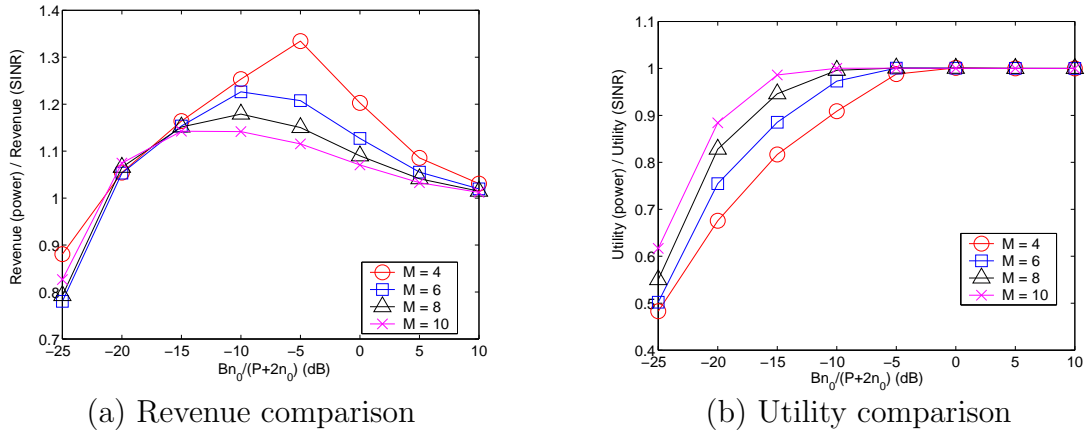 1.4
1.3
1.2
1.1
1
0.9
0.8
0.7
Revenue (power) / Revenue (SINR)
M = 4
M = 6
M = 8
M = 10
−25 −20 −15 −10 −5 0 5 10
Bn0/(P+2n0) (dB)
(a) Revenue comparison
1.1
1
0.9
0.8
0.7
0.6
0.5
0.4
Utility (power) / Utility (SINR)
M = 4
M = 6
M = 8
M = 10
−25 −20 −15 −10 −5 0 5 10
Bn0/(P+2n0) (dB)
(b) Utility comparison